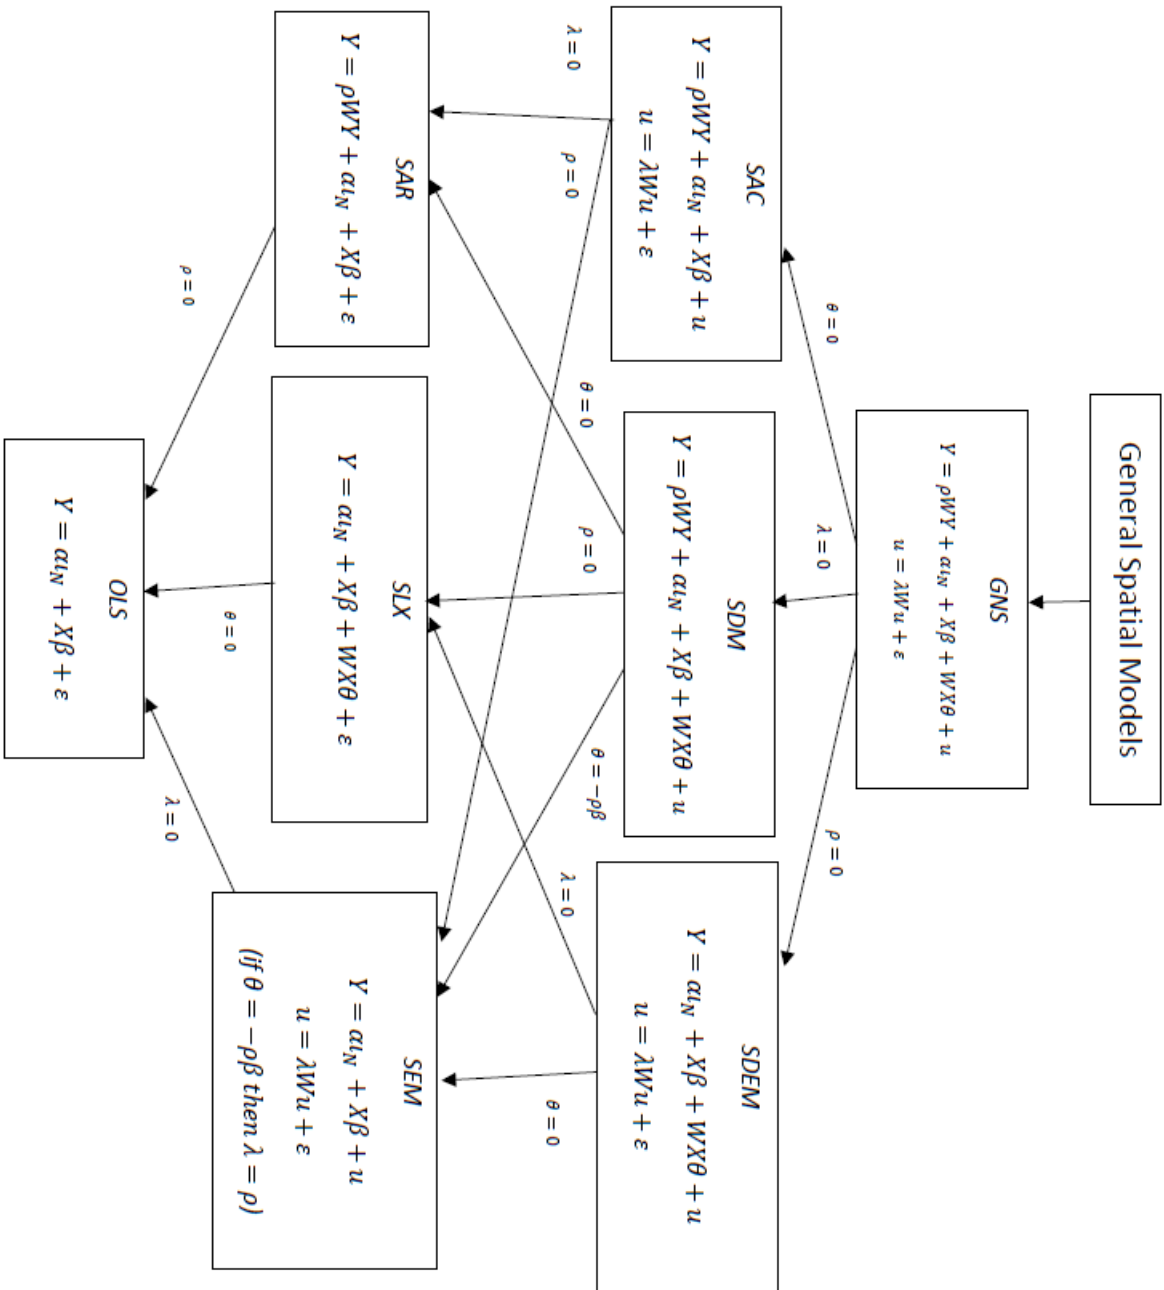 General Spatial Models
GNS
Y = ρWY + αι_N + Xβ + WXθ + u
u = λWu + ε
θ = 0
λ = 0
ρ = 0
SAC
Y = ρWY + αι_N + Xβ + u
u = λWu + ε
SDM
Y = ρWY + αι_N + Xβ + WXθ + u
SDEM
Y = αι_N + Xβ + WXθ + u
u = λWu + ε
λ = 0
ρ = 0
θ = 0
ρ = 0
θ = −ρβ
λ = 0
θ = 0
SAR
Y = ρWY + αι_N + Xβ + ε
SLX
Y = αι_N + Xβ + WXθ + ε
SEM
Y = αι_N + Xβ + u
u = λWu + ε
(if θ = −ρβ then λ = ρ)
ρ = 0
θ = 0
λ = 0
OLS
Y = αι_N + Xβ + ε